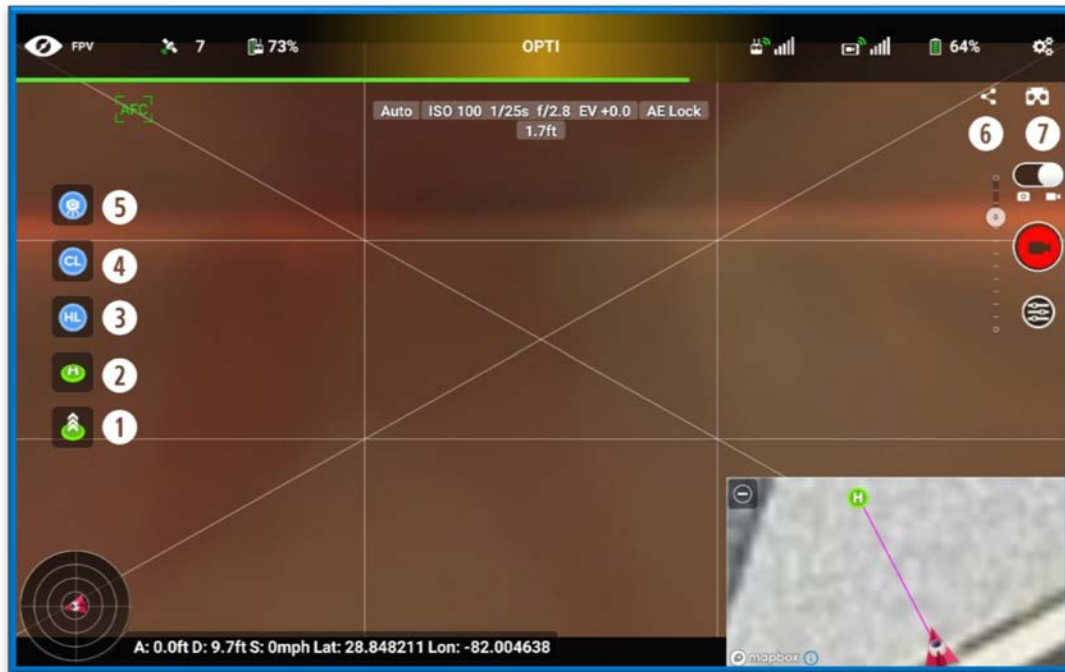 FPV 7 73% OPTI 64%
AFC
Auto ISO 100 1/25s f/2.8 EV +0.0 AE Lock
1.7ft
6 7
5
CL 4
HL 3
H 2
1
0
H
A: 0.0ft D: 9.7ft S: 0mph Lat: 28.848211 Lon: -82.004638
mapbox